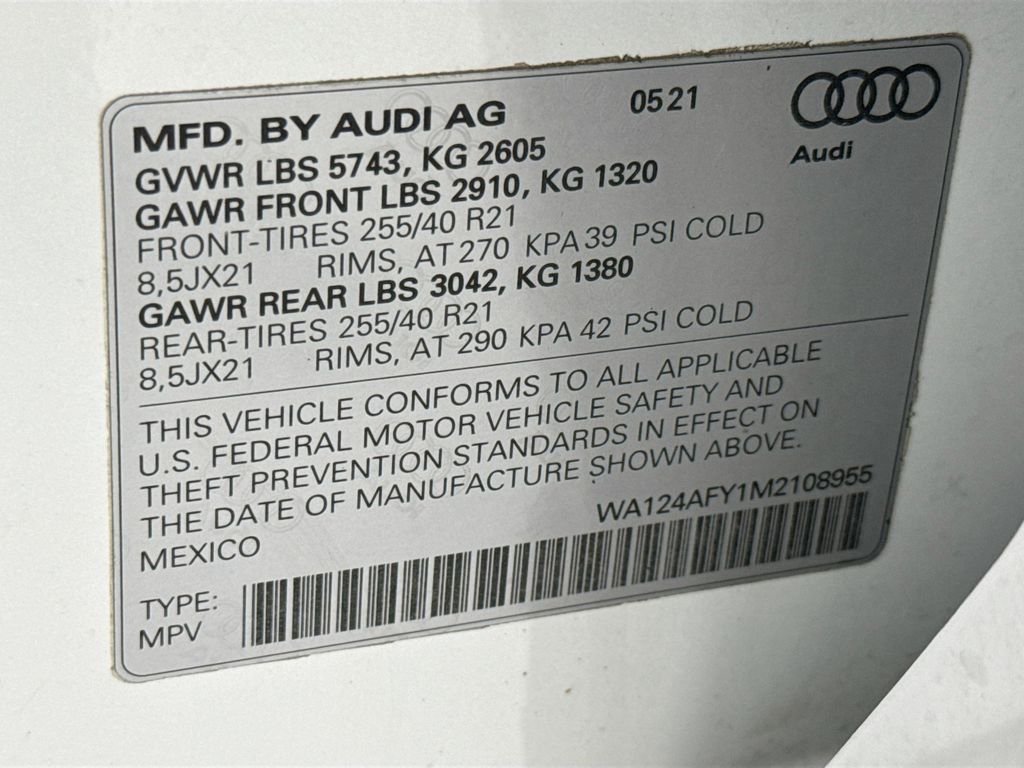 MFD. BY AUDI AG 0521
Audi
GVWR LBS 5743, KG 2605
GAWR FRONT LBS 2910, KG 1320
FRONT-TIRES 255/40 R21
8,5JX21 RIMS, AT 270 KPA 39 PSI COLD
GAWR REAR LBS 3042, KG 1380
REAR-TIRES 255/40 R21
8,5JX21 RIMS, AT 290 KPA 42 PSI COLD
THIS VEHICLE CONFORMS TO ALL APPLICABLE
U.S. FEDERAL MOTOR VEHICLE SAFETY AND
THEFT PREVENTION STANDARDS IN EFFECT ON
THE DATE OF MANUFACTURE SHOWN ABOVE.
MEXICO WA124AFY1M2108955
TYPE:
MPV